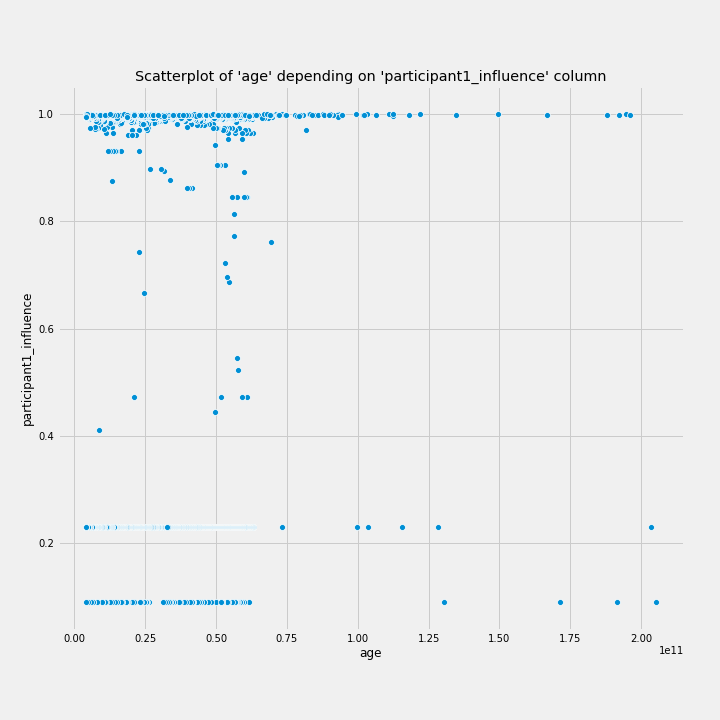 Scatterplot of 'age' depending on 'participant1_influence' column
1.0
0.8
0.6
0.4
0.2
participant1_influence
0.00 0.25 0.50 0.75 1.00 1.25 1.50 1.75 2.00
1e11
age